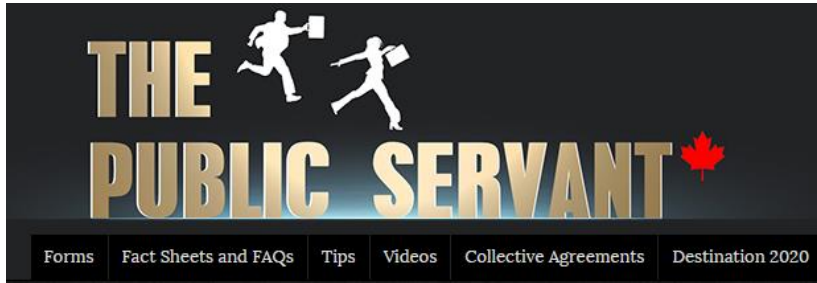 THE
PUBLIC SERVANT
Forms Fact Sheets and FAQs Tips Videos Collective Agreements Destination 2020